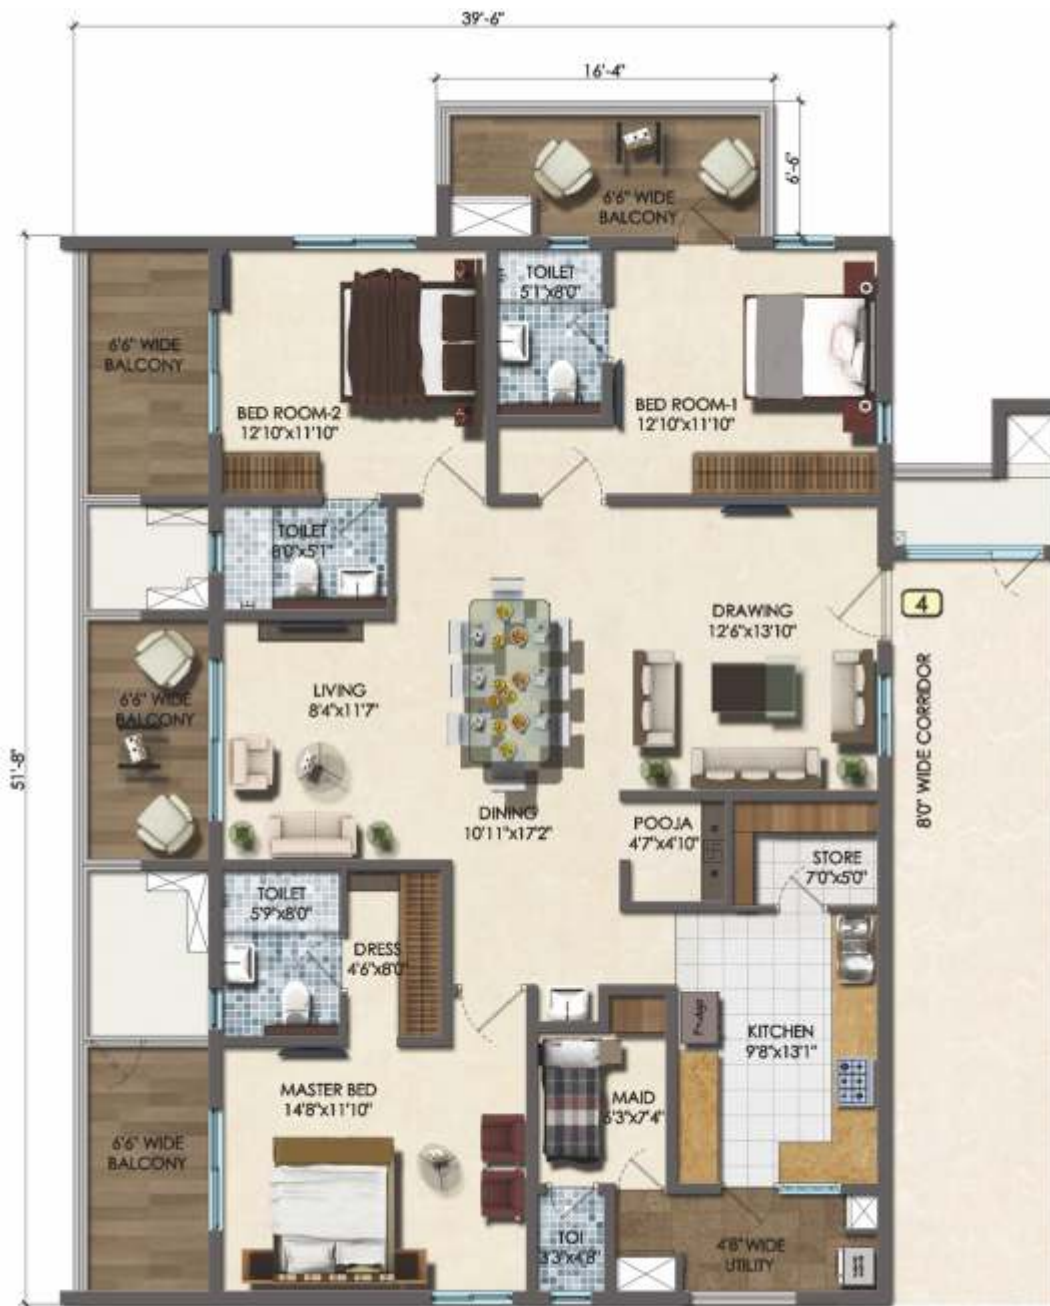 39'-6"
16'-4"
6'-6"
6'6" WIDE
BALCONY
TOILET
5'1"x8'0"
6'6" WIDE
BALCONY
BED ROOM-2
12'10"x11'10"
BED ROOM-1
12'10"x11'10"
TOILET
8'0"x5'1"
4
DRAWING
12'6"x13'10"
LIVING
8'4"x11'7"
6'6" WIDE
BALCONY
51'-8"
8'0" WIDE CORRIDOR
DINING
10'11"x17'2"
POOJA
4'7"x4'10"
STORE
7'0"x5'0"
TOILET
5'9"x8'0"
DRESS
4'6"x8'0"
Fridge
KITCHEN
9'8"x13'1"
MASTER BED
14'8"x11'10"
MAID
6'3"x7'4"
6'6" WIDE
BALCONY
TOI
3'3"x4'8"
4'8" WIDE
UTILITY